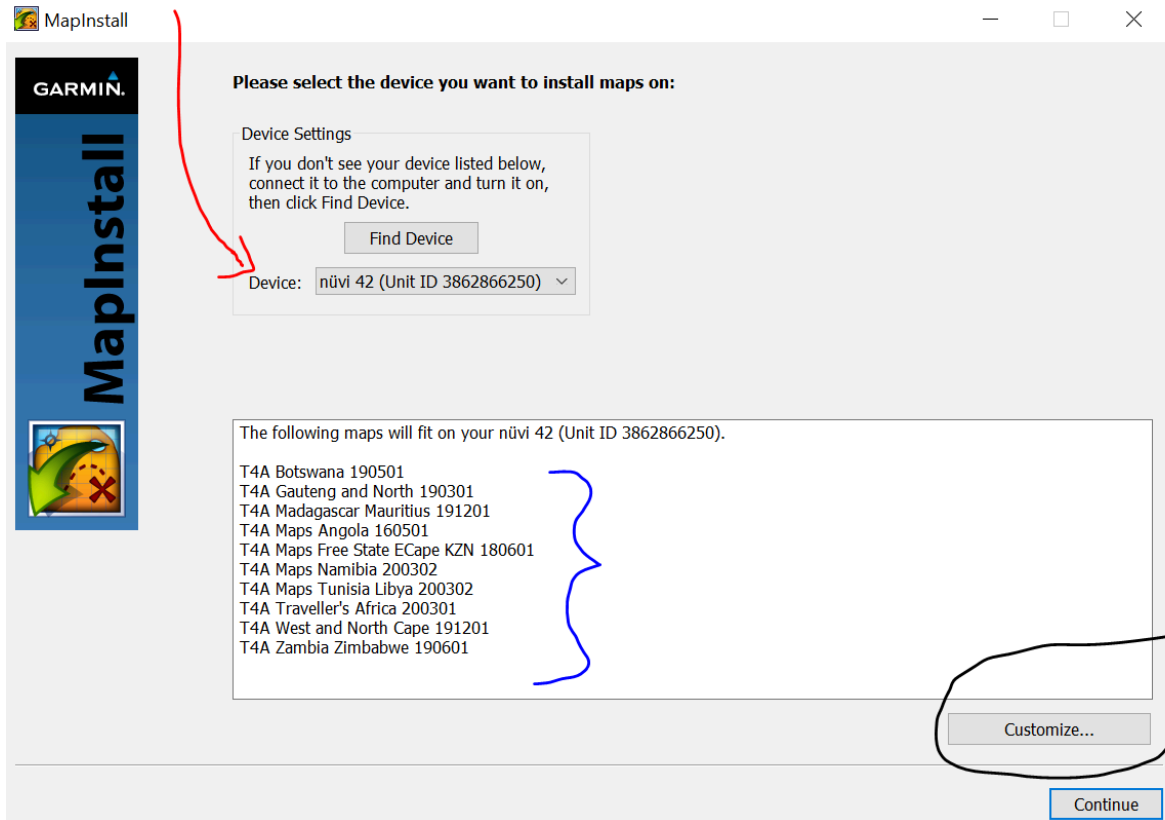 MapInstall
GARMIN.
MapInstall
Please select the device you want to install maps on:
Device Settings
If you don't see your device listed below,
connect it to the computer and turn it on,
then click Find Device.
Find Device
Device: nüvi 42 (Unit ID 3862866250)
The following maps will fit on your nüvi 42 (Unit ID 3862866250).
T4A Botswana 190501
T4A Gauteng and North 190301
T4A Madagascar Mauritius 191201
T4A Maps Angola 160501
T4A Maps Free State ECape KZN 180601
T4A Maps Namibia 200302
T4A Maps Tunisia Libya 200302
T4A Traveller's Africa 200301
T4A West and North Cape 191201
T4A Zambia Zimbabwe 190601
Customize...
Continue